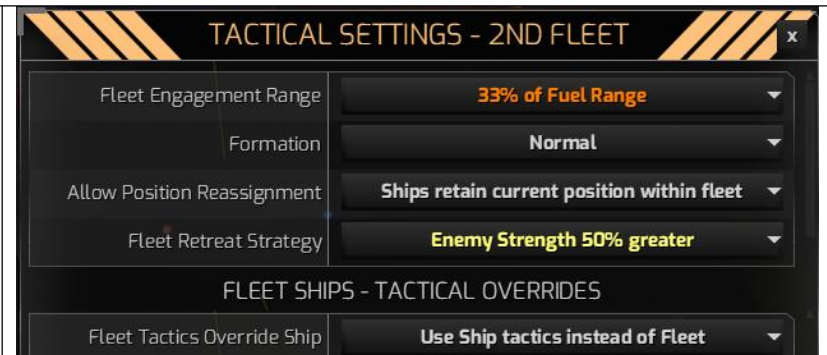 TACTICAL SETTINGS - 2ND FLEET
x
Fleet Engagement Range 33% of Fuel Range
Formation Normal
Allow Position Reassignment Ships retain current position within fleet
Fleet Retreat Strategy Enemy Strength 50% greater
FLEET SHIPS - TACTICAL OVERRIDES
Fleet Tactics Override Ship Use Ship tactics instead of Fleet